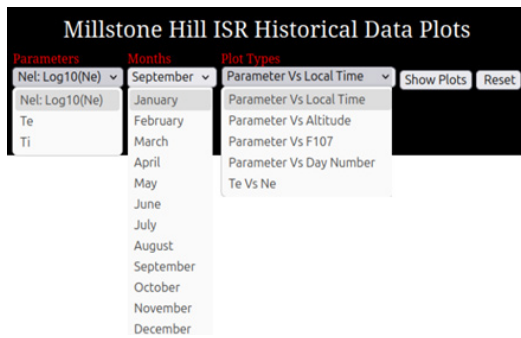 Millstone Hill ISR Historical Data Plots
Parameters Months Plot Types
Nel: Log10(Ne) September Parameter Vs Local Time Show Plots Reset
Nel: Log10(Ne) January Parameter Vs Local Time
Te February Parameter Vs Altitude
Ti March Parameter Vs F107
April Parameter Vs Day Number
May Te Vs Ne
June
July
August
September
October
November
December